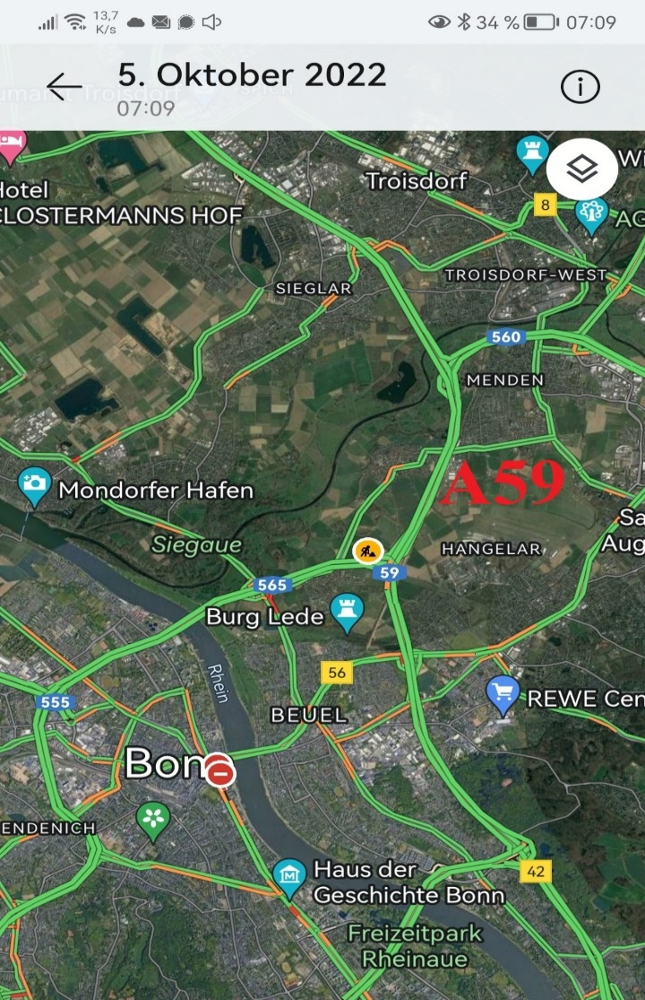 13,7
K/s
34 %
07:09
5. Oktober 2022
07:09
Troisdorf
Hotel
CLOSTERMANNS HOF
8
AG
SIEGLAR
TROISDORF-WEST
560
MENDEN
A59
Mondorfer Hafen
Siegaue
HANGELAR
Sa
Aug
565
59
Burg Lede
56
Rhein
555
BEUEL
REWE Cen
Bon
ENDENICH
42
Haus der
Geschichte Bonn
Freizeitpark
Rheinaue